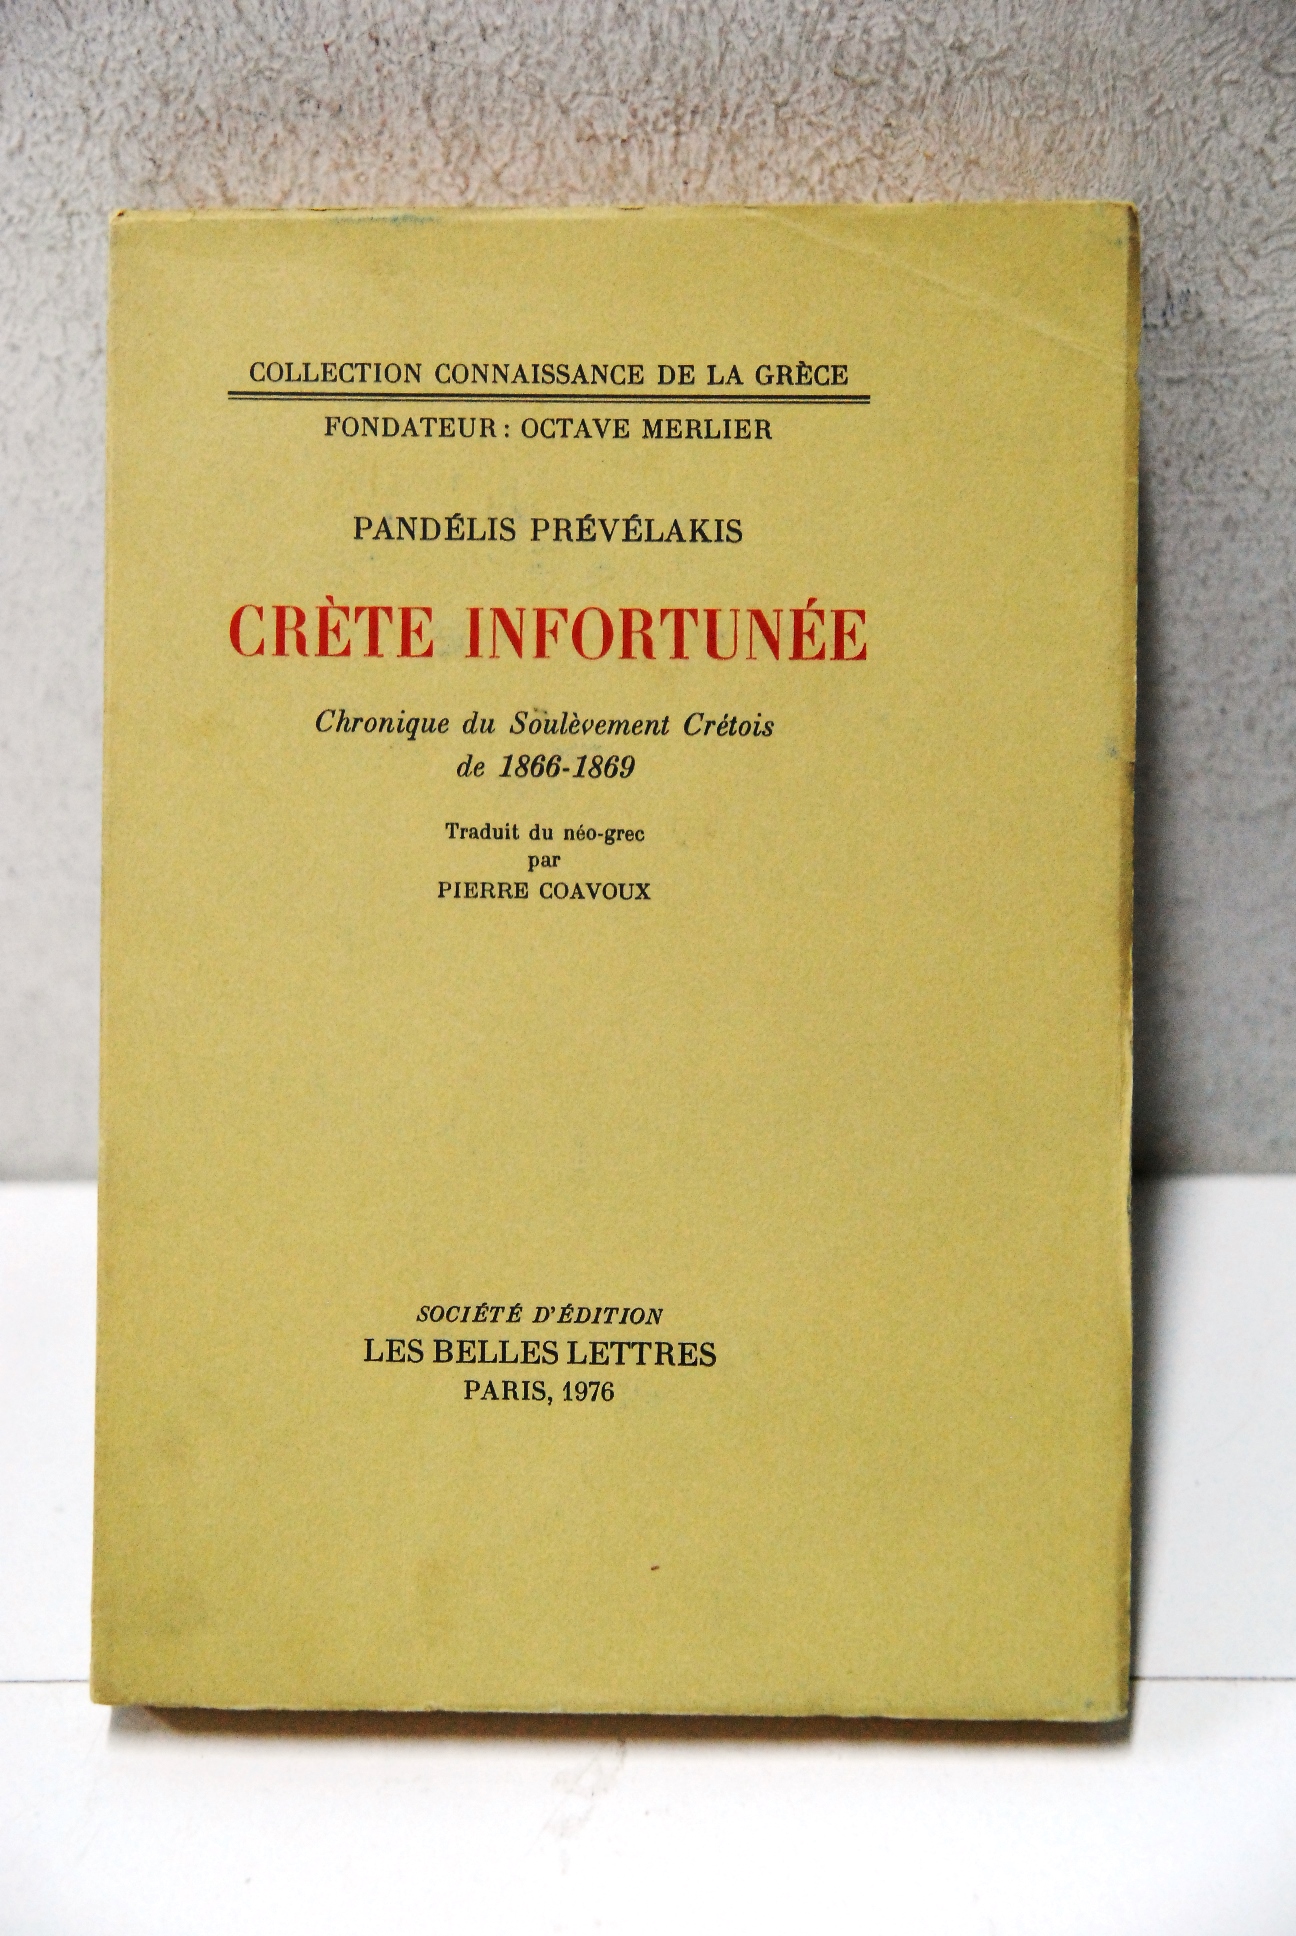 COLLECTION CONNAISSANCE DE LA GRÈCE
FONDATEUR : OCTAVE MERLIER
PANDÉLIS PRÉVÉLAKIS
CRÈTE INFORTUNÉE
Chronique du Soulèvement Crétois
de 1866-1869
Traduit du néo-grec
par
PIERRE COAVOUX
SOCIÉTÉ D'ÉDITION
LES BELLES LETTRES
PARIS, 1976